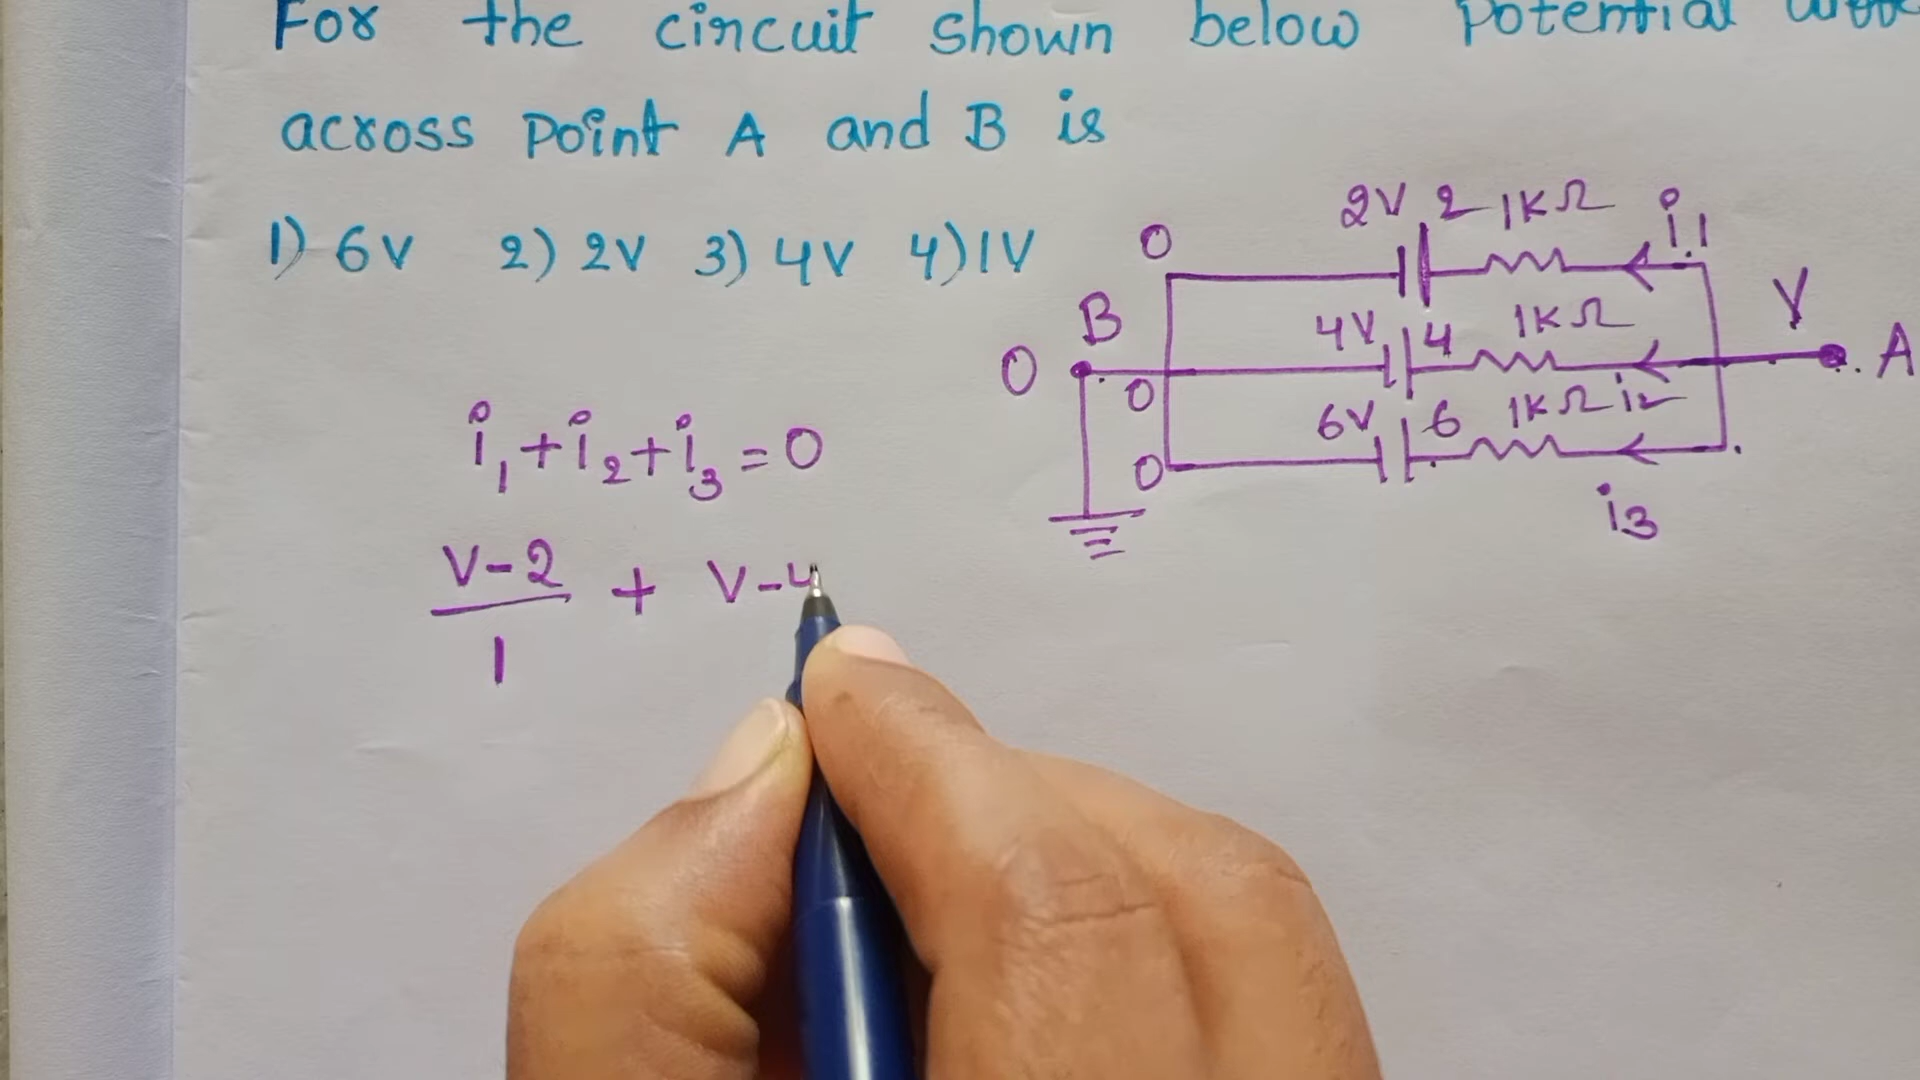 For the circuit shown below Potential
across Point A and B is
1) 6V 2) 2V 3) 4V 4) 1V
2V 2 1KΩ i1
0
B 4V 4 1KΩ V
0 0 A
6V 6 1KΩ i2
0
i3
i1+i2+i3=0
V-2/1 + V-4